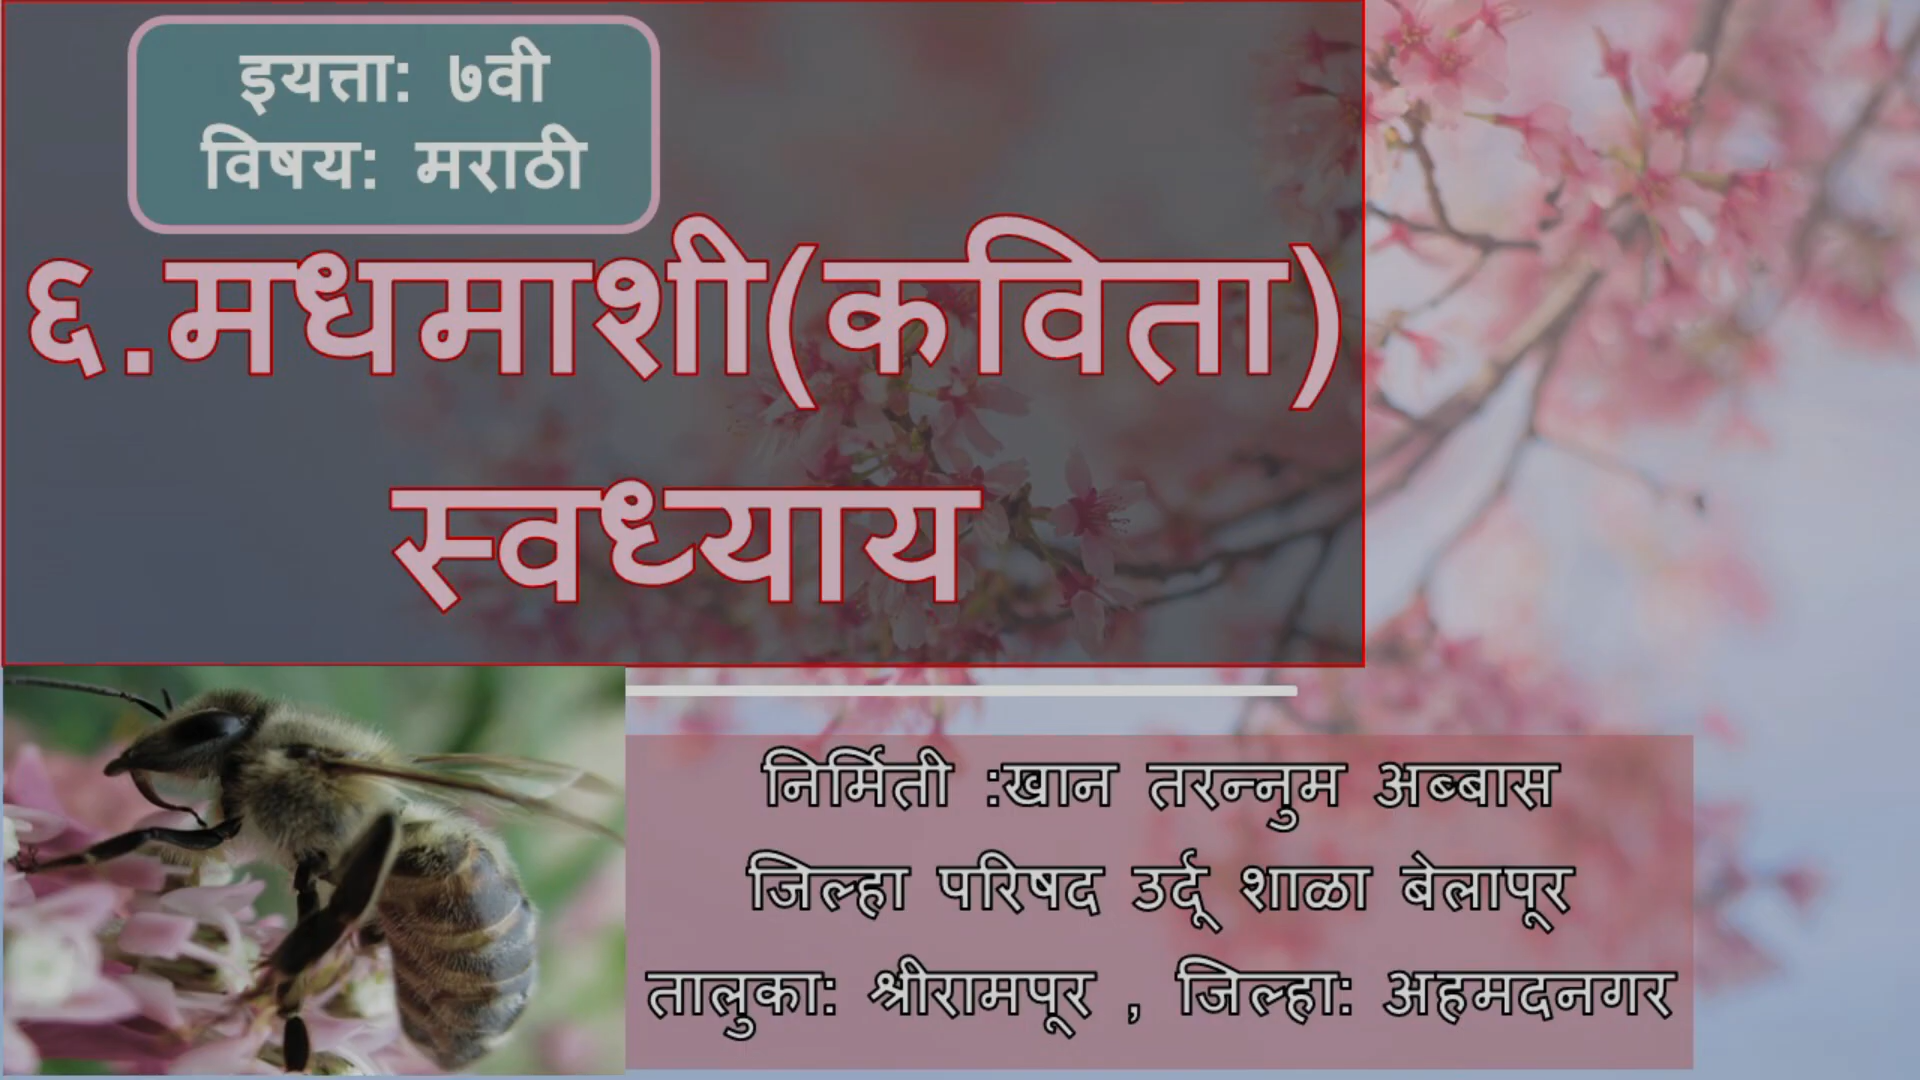 इयत्ता: ७वी
विषय: मराठी
६.मधमाशी(कविता)
स्वध्याय
निर्मिती :खान तरन्नुम अब्बास
जिल्हा परिषद उर्दू शाळा बेलापूर
तालुका: श्रीरामपूर , जिल्हा: अहमदनगर